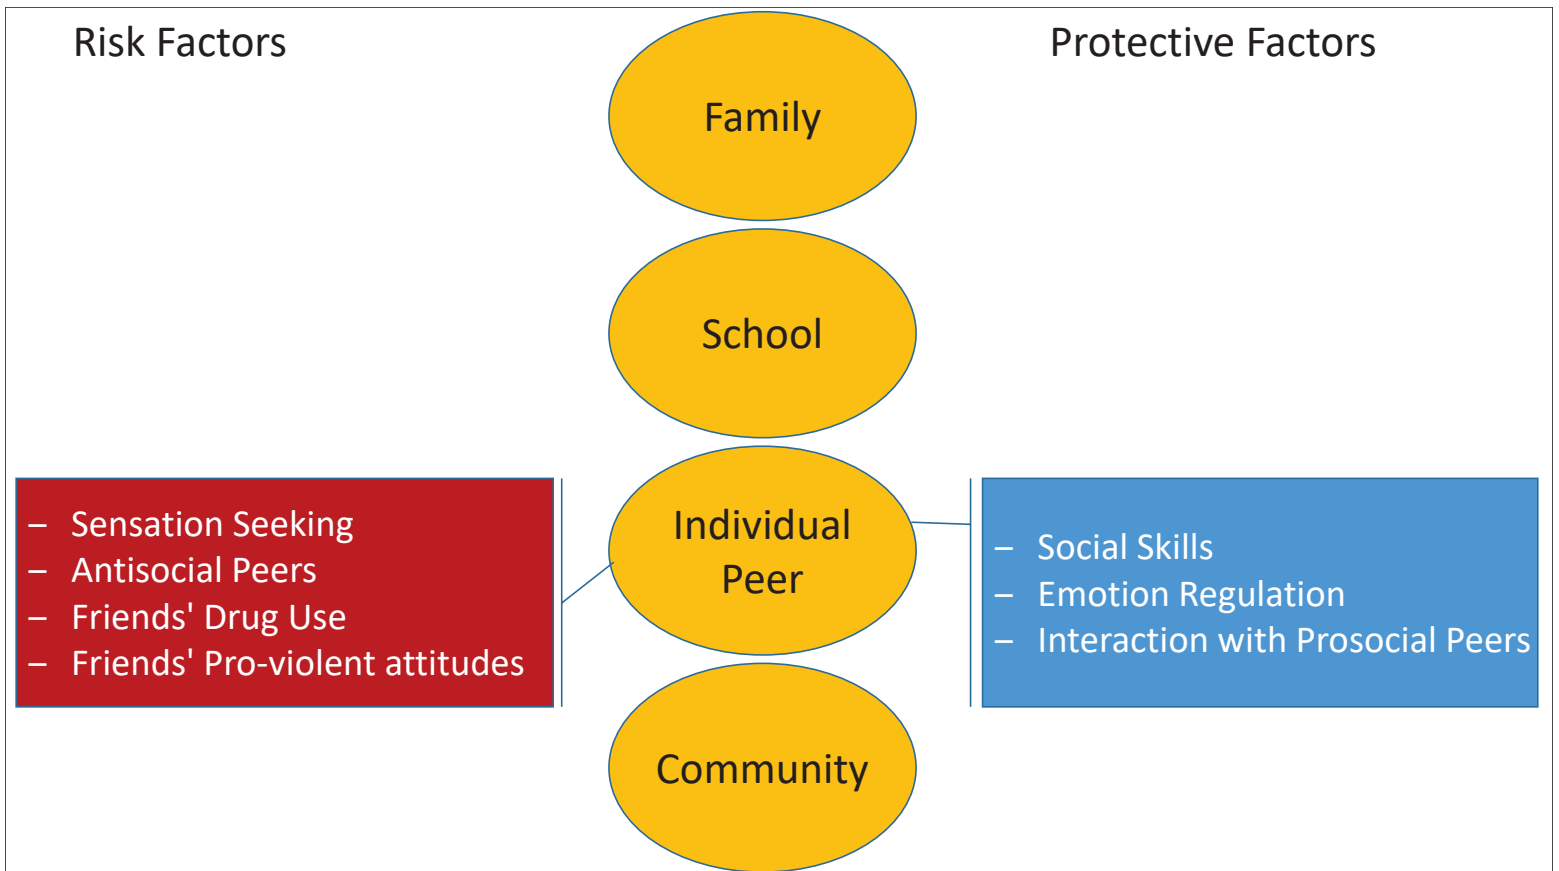 Risk Factors
Protective Factors
Family
School
Individual
Peer
Community
– Sensation Seeking
– Antisocial Peers
– Friends' Drug Use
– Friends' Pro-violent attitudes
– Social Skills
– Emotion Regulation
– Interaction with Prosocial Peers